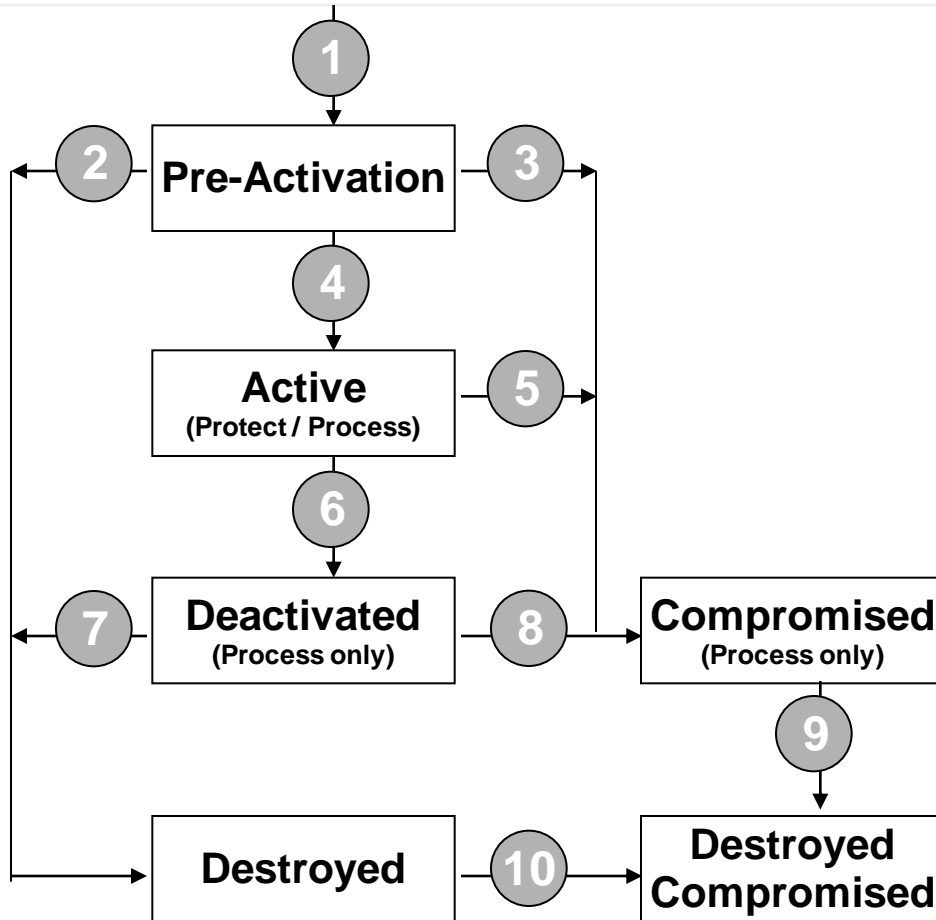 1
2
Pre-Activation
3
4
Active
(Protect / Process)
5
6
7
Deactivated
(Process only)
8
Compromised
(Process only)
9
Destroyed
10
Destroyed
Compromised